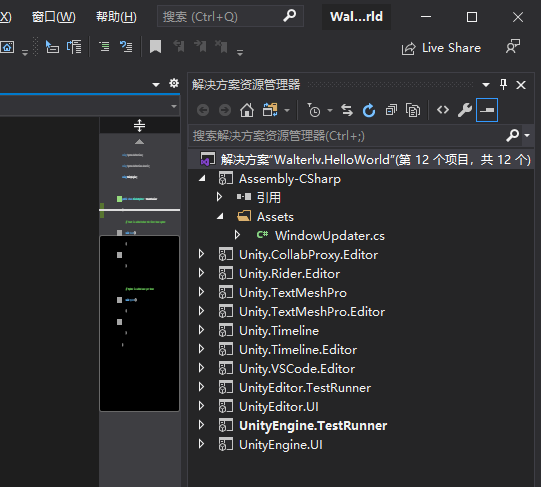 窗口(W) 帮助(H) 搜索 (Ctrl+Q) Wal...rld
Live Share
解决方案资源管理器
搜索解决方案资源管理器(Ctrl+;)
解决方案"Walterlv.HelloWorld"(第 12 个项目，共 12 个)
Assembly-CSharp
引用
Assets
C# WindowUpdater.cs
Unity.CollabProxy.Editor
Unity.Rider.Editor
Unity.TextMeshPro
Unity.TextMeshPro.Editor
Unity.Timeline
Unity.Timeline.Editor
Unity.VSCode.Editor
UnityEditor.TestRunner
UnityEditor.UI
UnityEngine.TestRunner
UnityEngine.UI